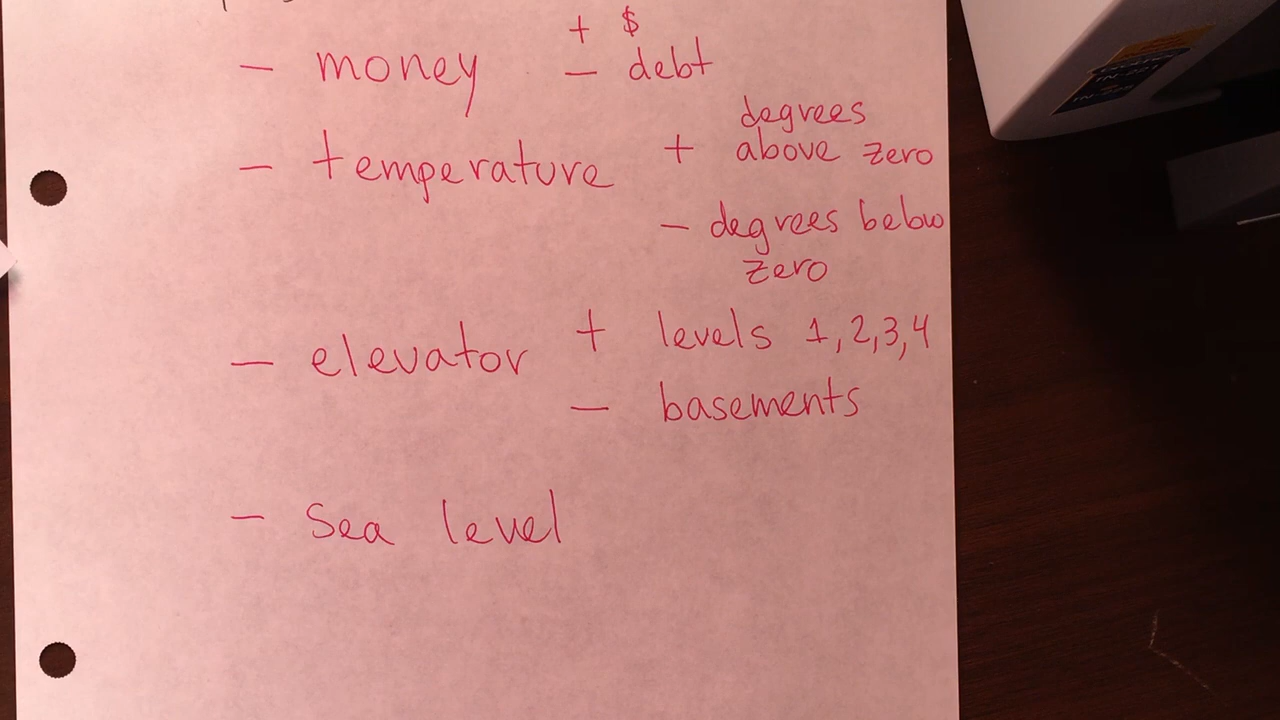 + $
- money - debt
degrees
- temperature + above zero
- degrees below
zero
- elevator + levels 1,2,3,4
- basements
- Sea level